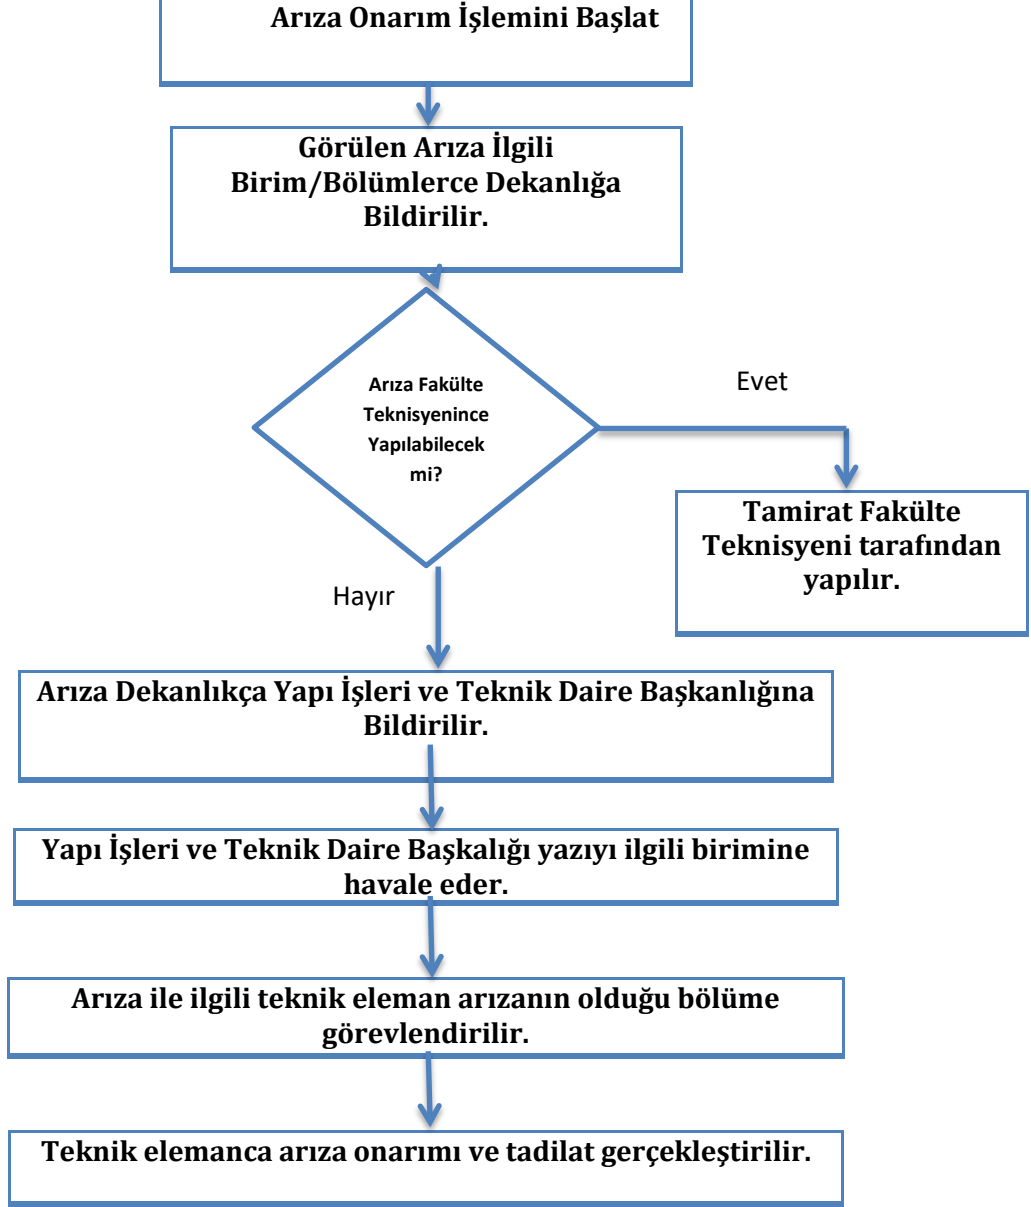 Arıza Onarım İşlemini Başlat
Görülen Arıza İlgili
Birim/Bölümlerce Dekanlığa
Bildirilir.
Arıza Fakülte
Teknisyenince
Yapılabilecek
mi?
Evet
Tamirat Fakülte
Teknisyeni tarafından
yapılır.
Hayır
Arıza Dekanlıkça Yapı İşleri ve Teknik Daire Başkanlığına
Bildirilir.
Yapı İşleri ve Teknik Daire Başkalığı yazıyı ilgili birimine
havale eder.
Arıza ile ilgili teknik eleman arızanın olduğu bölüme
görevlendirilir.
Teknik elemanca arıza onarımı ve tadilat gerçekleştirilir.